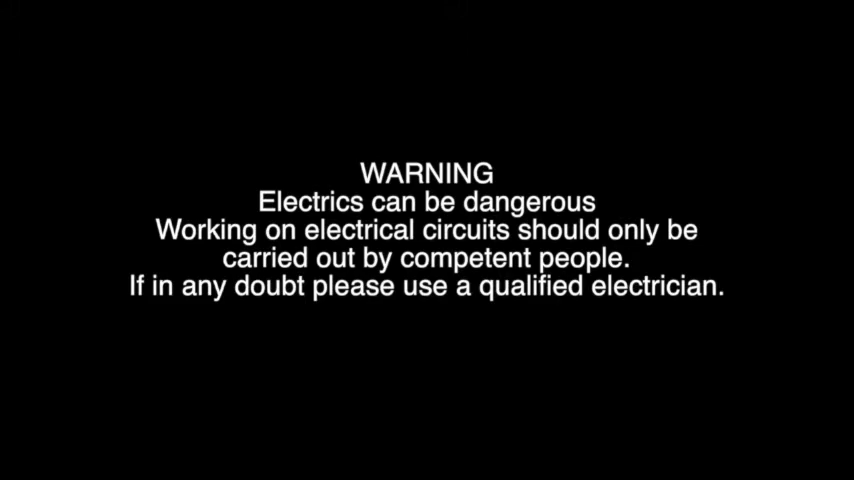 WARNING
Electrics can be dangerous
Working on electrical circuits should only be
carried out by competent people.
If in any doubt please use a qualified electrician.